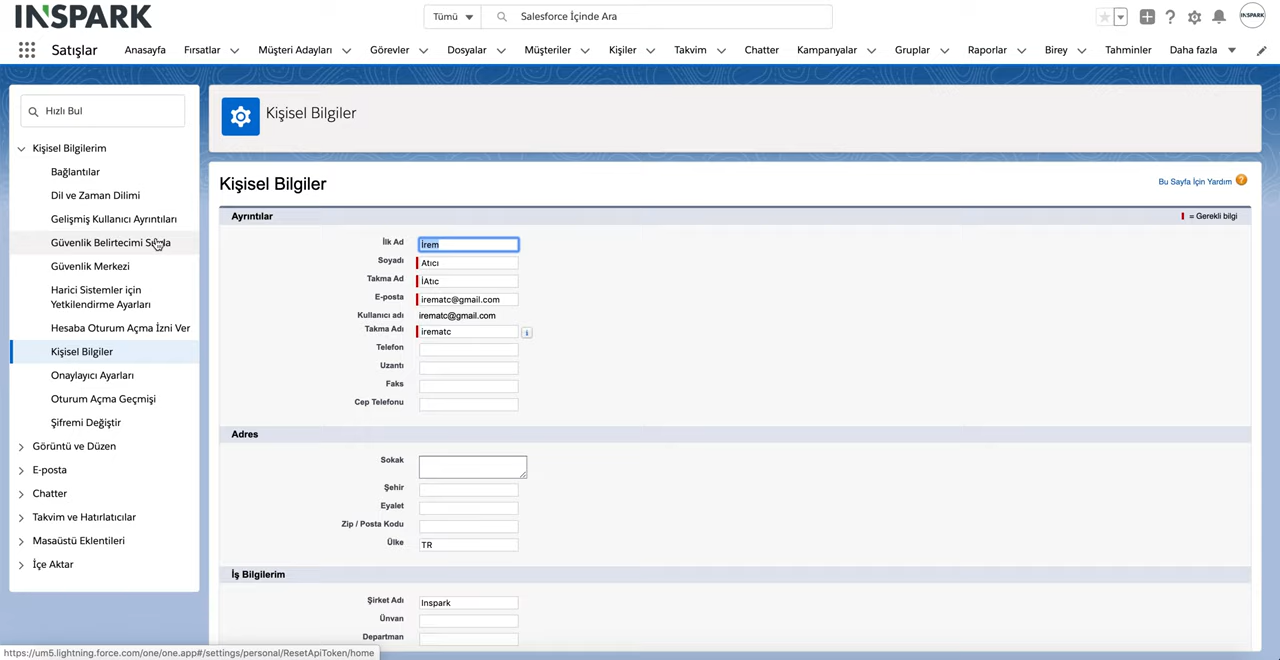 INSPARK
Tümü
Salesforce İçinde Ara
INSPARK
Satışlar
Anasayfa
Fırsatlar
Müşteri Adayları
Görevler
Dosyalar
Müşteriler
Kişiler
Takvim
Chatter
Kampanyalar
Gruplar
Raporlar
Birey
Tahminler
Daha fazla
Hızlı Bul
Kişisel Bilgilerim
Bağlantılar
Dil ve Zaman Dilimi
Gelişmiş Kullanıcı Ayrıntıları
Güvenlik Belirtecimi
Güvenlik Merkezi
Harici Sistemler için
Yetkilendirme Ayarları
Hesaba Oturum Açma İzni Ver
Kişisel Bilgiler
Onaylayıcı Ayarları
Oturum Açma Geçmişi
Şifremi Değiştir
Görüntü ve Düzen
E-posta
Chatter
Takvim ve Hatırlatıcılar
Masaüstü Eklentileri
İçe Aktar
Kişisel Bilgiler
Kişisel Bilgiler
Bu Sayfa İçin Yardım ?
Ayrıntılar
= Gerekli bilgi
İlk Ad İrem
Soyadı Atıcı
Takma Ad İAtıc
E-posta irematc@gmail.com
Kullanıcı adı irematc@gmail.com
Takma Adı irematc i
Telefon
Uzantı
Faks
Cep Telefonu
Adres
Sokak
Şehir
Eyalet
Zip / Posta Kodu
Ülke TR
İş Bilgilerim
Şirket Adı Inspark
Ünvan
Departman
https://um5.lightning.force.com/one/one.app#/settings/personal/ResetApiToken/home